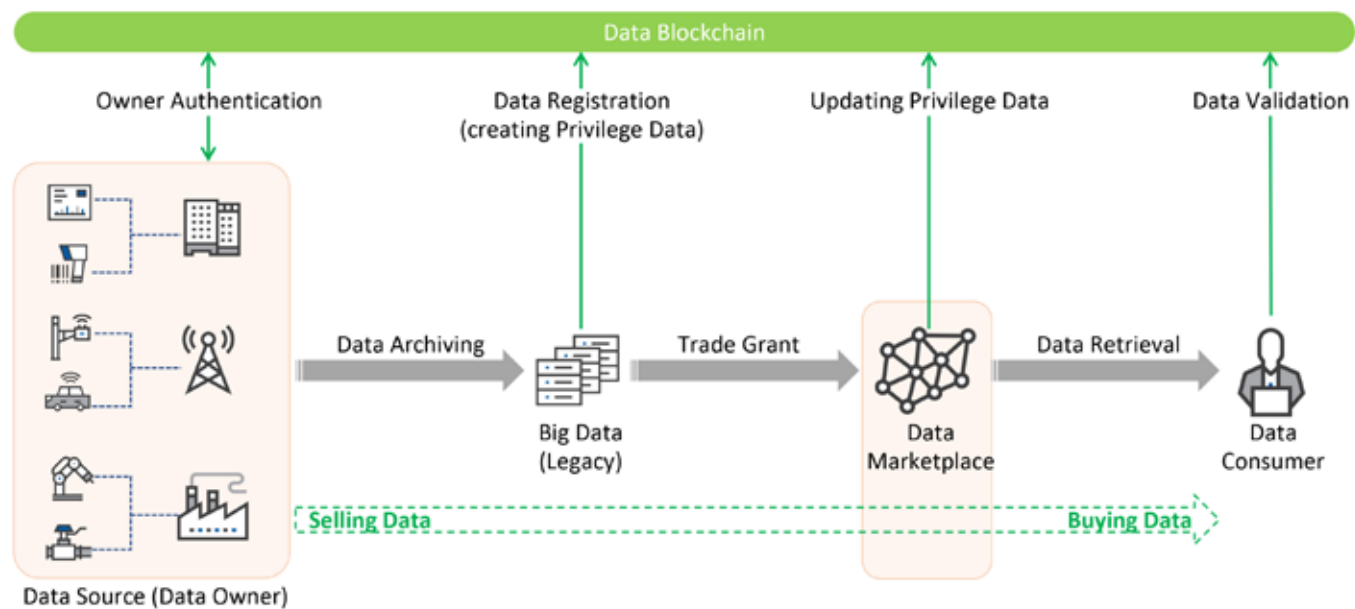 Data Blockchain
Owner Authentication
Data Registration
(creating Privilege Data)
Updating Privilege Data
Data Validation
Data Archiving
Trade Grant
Data Retrieval
Big Data
(Legacy)
Data
Marketplace
Data
Consumer
Selling Data
Buying Data
Data Source (Data Owner)